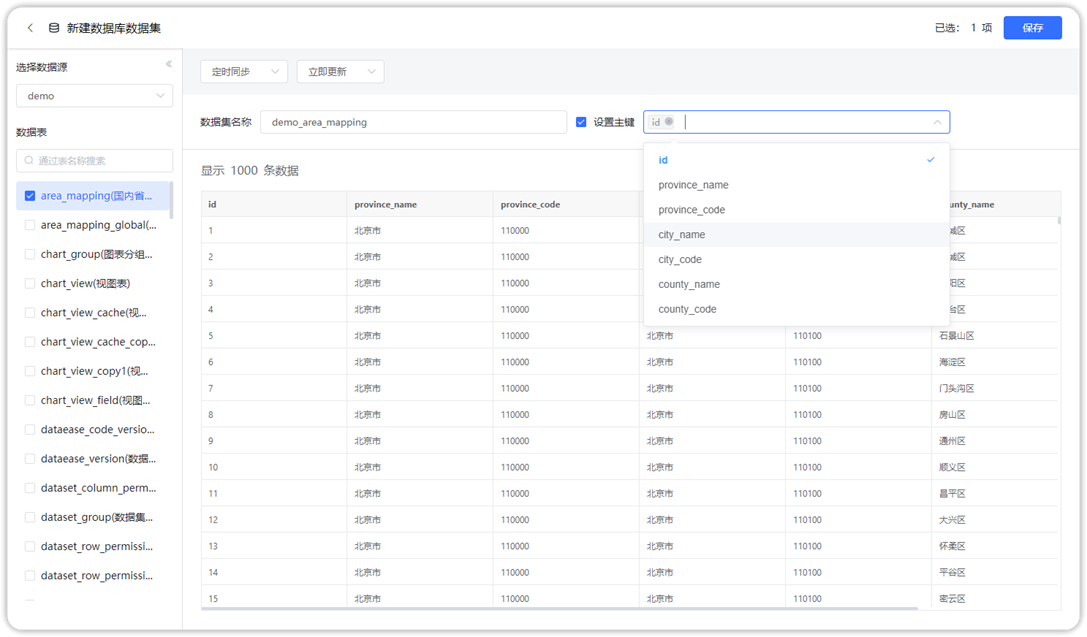 新建数据库数据集
已选： 1 项 保存
选择数据源
demo
数据表
通过表名称搜索
area_mapping(国内省...
area_mapping_global(...
chart_group(图表分组...
chart_view(视图表)
chart_view_cache(视...
chart_view_cache_cop...
chart_view_copy1(视...
chart_view_field(视图...
dataease_code_versio...
dataease_version(数据...
dataset_column_perm...
dataset_group(数据集...
dataset_row_permissi...
dataset_row_permissi...
定时同步 立即更新
数据集名称 demo_area_mapping 设置主键 id
id
province_name
province_code
city_name
city_code
county_name
county_code
显示 1000 条数据
id province_name province_code unty_name
1 北京市 110000 城区
2 北京市 110000 城区
3 北京市 110000 阳区
4 北京市 110000 台区
5 北京市 110000 北京市 110100 石景山区
6 北京市 110000 北京市 110100 海淀区
7 北京市 110000 北京市 110100 门头沟区
8 北京市 110000 北京市 110100 房山区
9 北京市 110000 北京市 110100 通州区
10 北京市 110000 北京市 110100 顺义区
11 北京市 110000 北京市 110100 昌平区
12 北京市 110000 北京市 110100 大兴区
13 北京市 110000 北京市 110100 怀柔区
14 北京市 110000 北京市 110100 平谷区
15 北京市 110000 北京市 110100 密云区